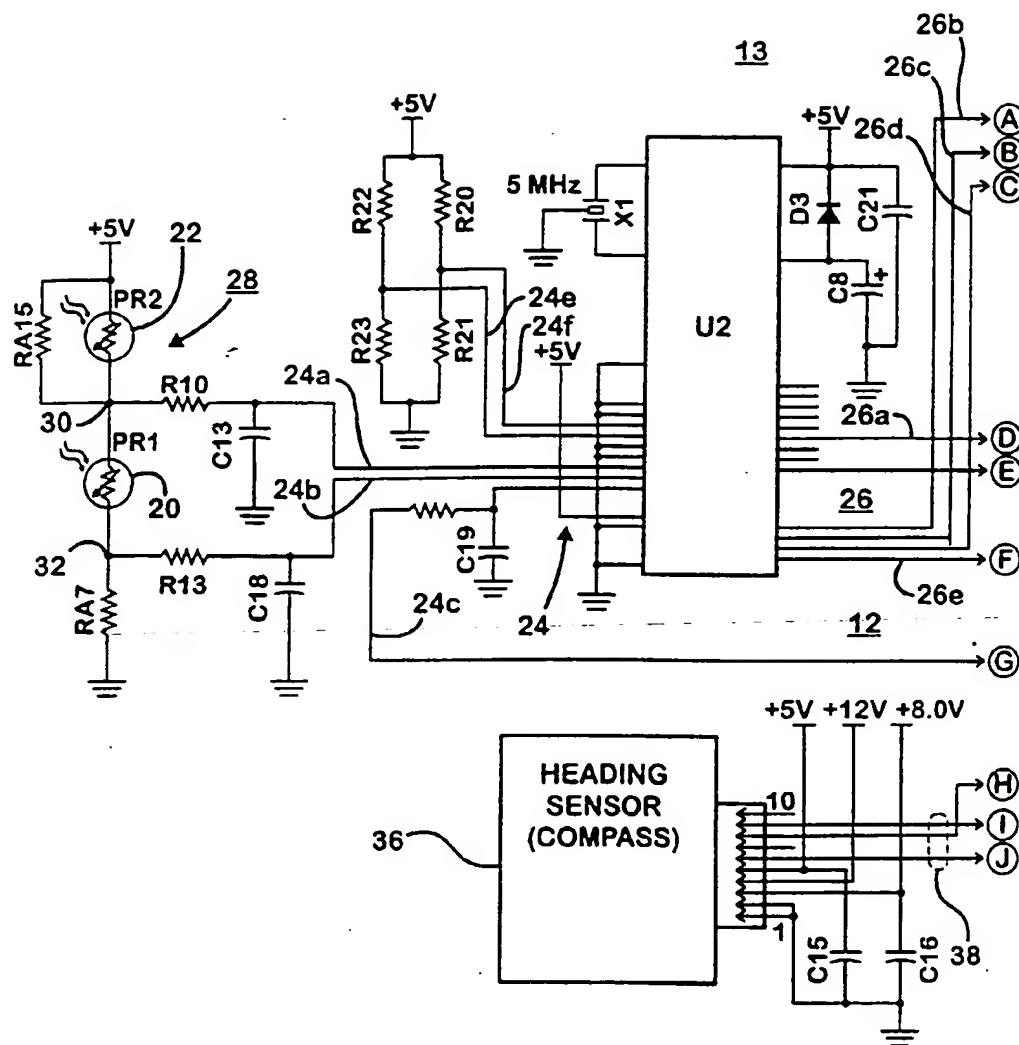 26b
13
26c
+5V
+5V
26d
A
B
C
5 MHz
X1
R22
R20
D3
C21
+5V
22
28
PR2
RA15
24e
C8
+
U2
R23
R21
24f
+5V
24a
R10
30
C13
26a
D
PR1
E
24b
20
26
32
C19
R13
C18
F
RA7
24c
24
26e
12
G
+5V +12V +8.0V
HEADING
SENSOR
(COMPASS)
10
H
I
J
36
1
C15
C16
38